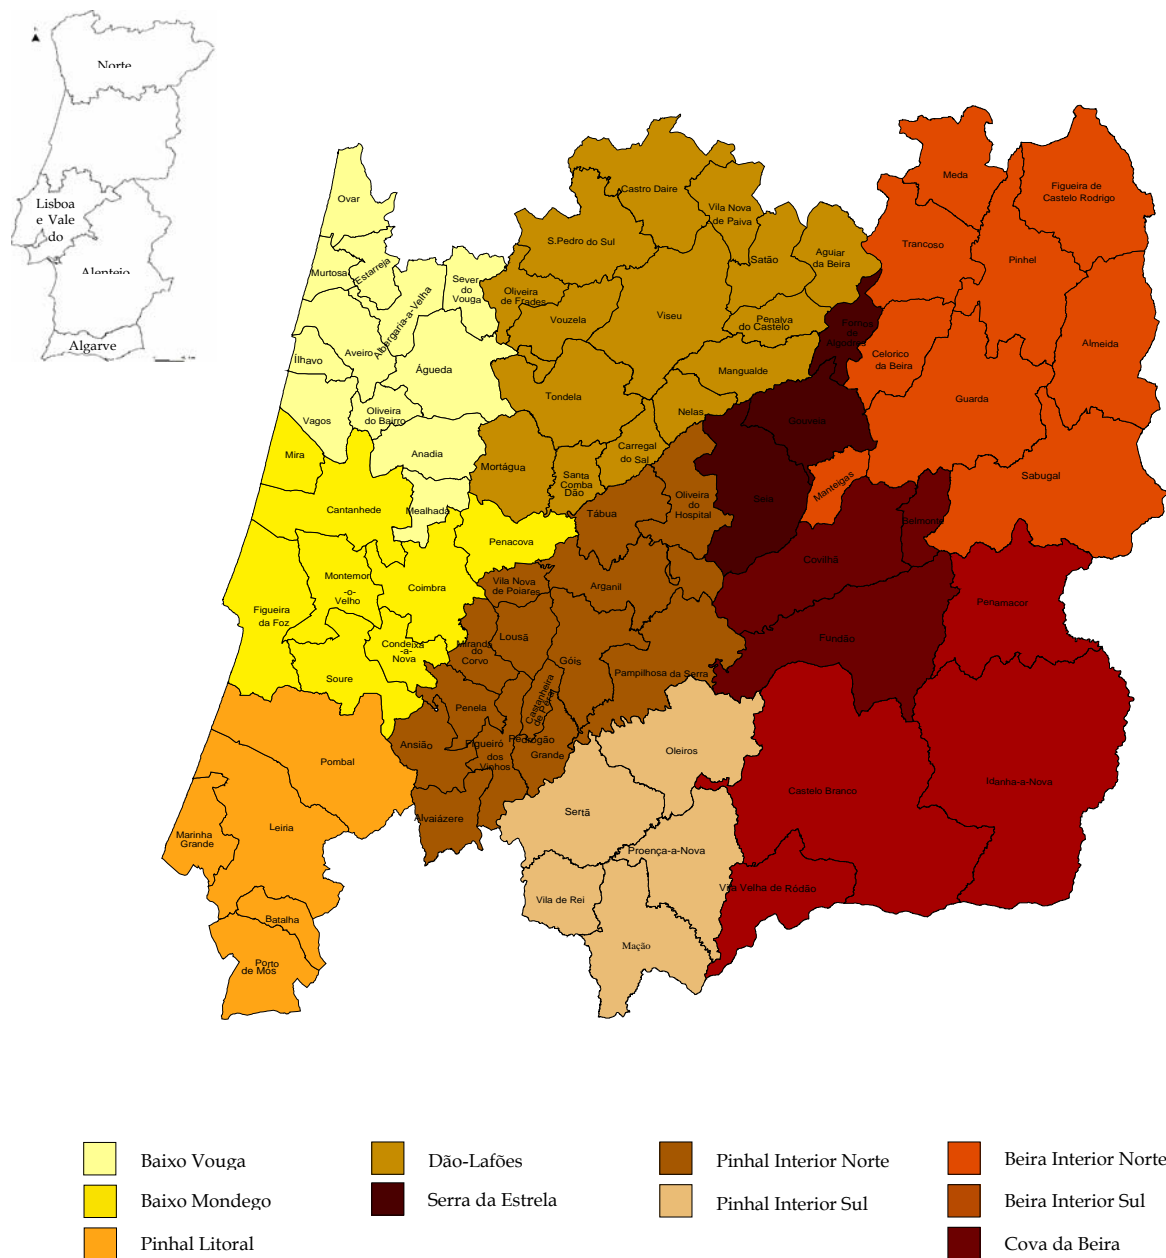 Norte
Lisboa
e Vale
do
Alentejo
Algarve
Ovar
Murtosa
Estarreja
Albergaria-a-Velha
Sever
do
Vouga
Ílhavo
Aveiro
Águeda
Vagos
Oliveira
do Bairro
Anadia
Mealhada
Castro Daire
Vila Nova
de Paiva
S.Pedro do Sul
Satão
Aguiar
da Beira
Oliveira
de Frades
Vouzela
Viseu
Penalva
do Castelo
Mangualde
Tondela
Nelas
Mortágua
Carregal
do Sal
Santa
Comba
Dão
Meda
Figueira de
Castelo Rodrigo
Trancoso
Pinhel
Almeida
Celorico
da Beira
Guarda
Sabugal
Manteigas
Fornos
de
Algodres
Gouveia
Seia
Mira
Cantanhede
Penacova
Montemor
-o-
Velho
Coimbra
Figueira
da Foz
Condeixa
-a-
Nova
Soure
Tábua
Oliveira
do
Hospital
Vila Nova
de Poiares
Arganil
Lousã
Miranda
do
Corvo
Góis
Pampilhosa da Serra
Castanheira
de Pêra
Penela
Ansião
Figueiró
dos
Vinhos
Pedrógão
Grande
Alvaiázere
Belmonte
Covilhã
Fundão
Penamacor
Idanha-a-Nova
Castelo Branco
Vila Velha de Rodão
Oleiros
Sertã
Proença-a-Nova
Vila de Rei
Mação
Pombal
Leiria
Marinha
Grande
Batalha
Porto
de Mós
Baixo Vouga
Dão-Lafões
Pinhal Interior Norte
Beira Interior Norte
Baixo Mondego
Serra da Estrela
Pinhal Interior Sul
Beira Interior Sul
Pinhal Litoral
Cova da Beira